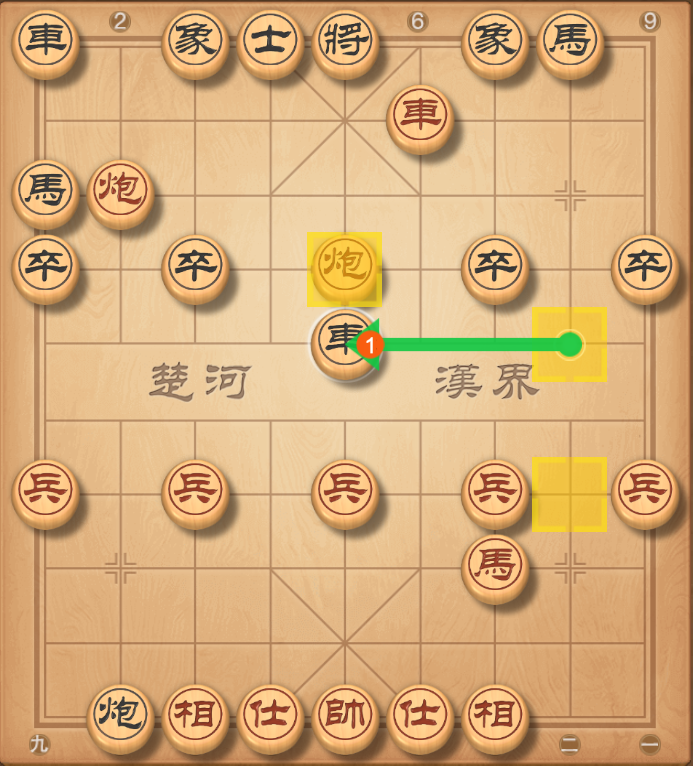 2 6 9
車 象 士 將 象 馬
車
馬 炮
卒 卒 炮 卒 卒
車 1
楚河 漢界
兵 兵 兵 兵 兵
馬
炮 相 仕 帥 仕 相
九 二 一